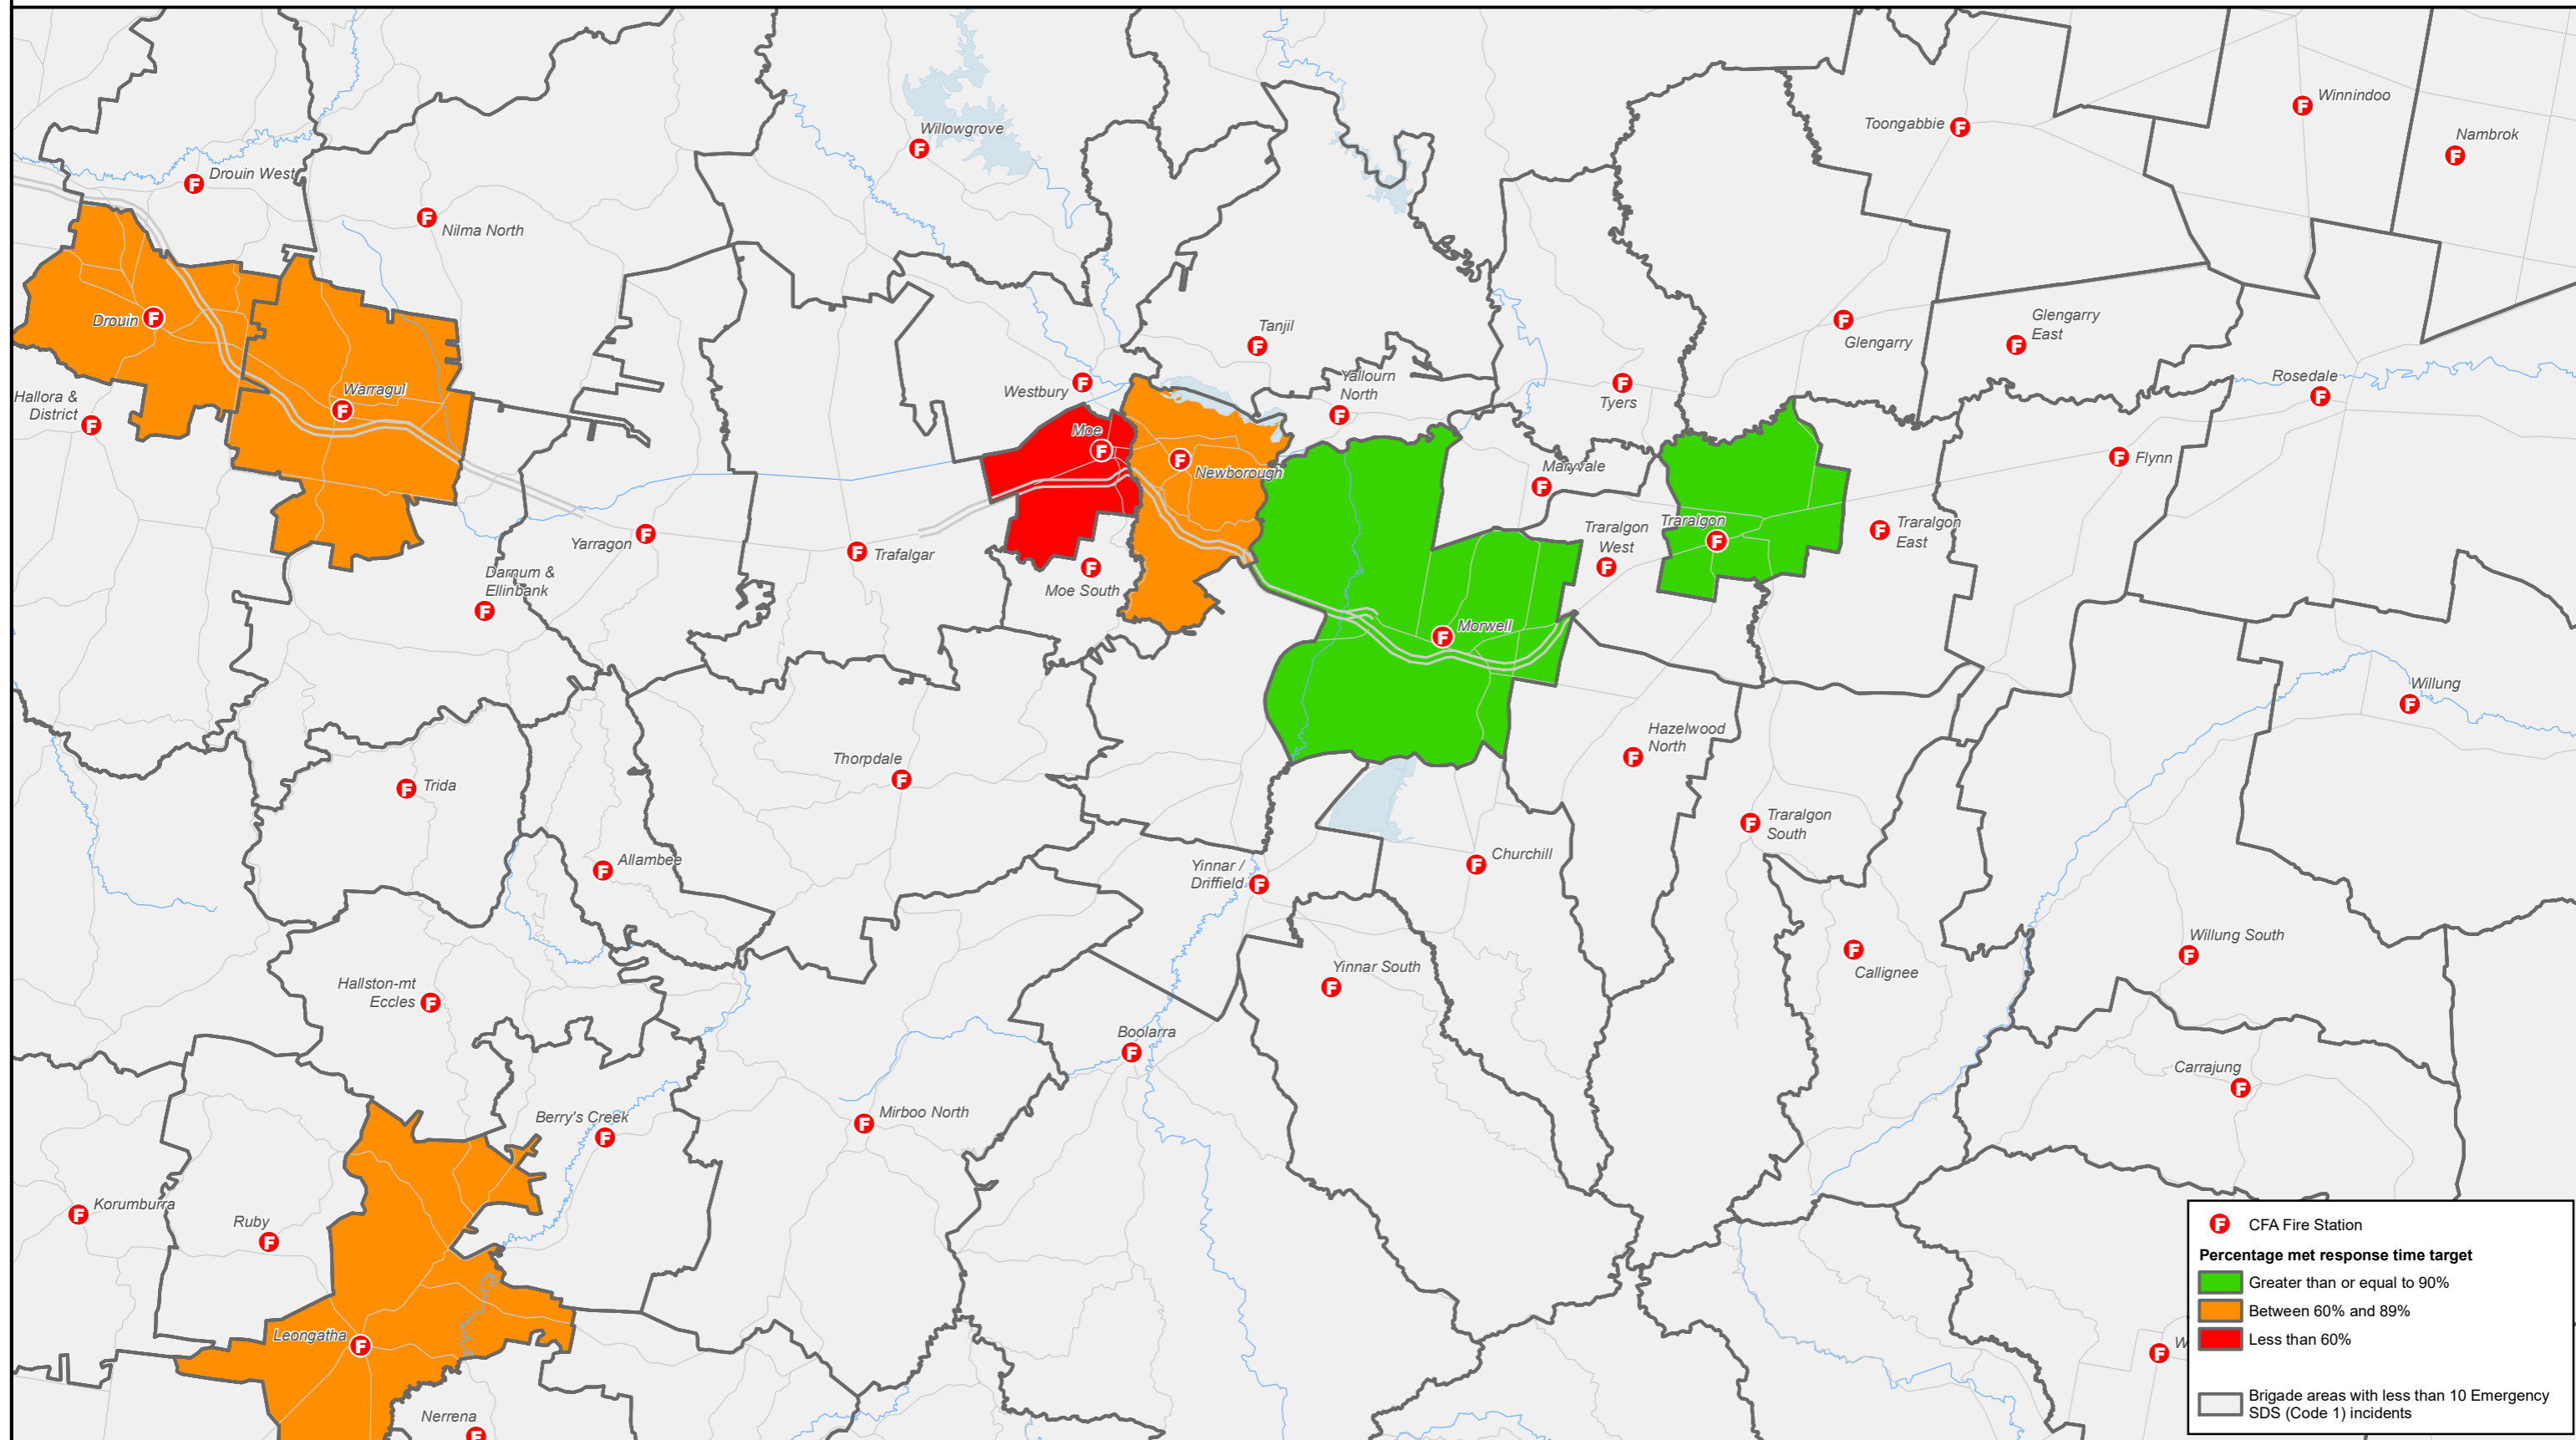 Winnindoo
Toongabbie
Nambrok
Willowgrove
Drouin West
Nilma North
Drouin
Tanjil
Glengarry
East
Glengarry
Westbury
Yallourn
North
Tyers
Rosedale
Hallora &
District
Warragul
Moe
Newborough
Maryvale
Flynn
Traralgon
West
Traralgon
Traralgon
East
Yarragon
Trafalgar
Moe South
Darnum &
Ellinbank
Morwell
Willung
Hazelwood
North
Thorpdale
Trida
Traralgon
South
Allambee
Yinnar /
Driffield
Churchill
Willung South
Callignee
Yinnar South
Hallston-mt
Eccles
Boolarra
Carrajung
Mirboo North
Berry's Creek
Korumburra
Ruby
Leongatha
Nerrena
F CFA Fire Station
Percentage met response time target
Greater than or equal to 90%
Between 60% and 89%
Less than 60%
Brigade areas with less than 10 Emergency
SDS (Code 1) incidents